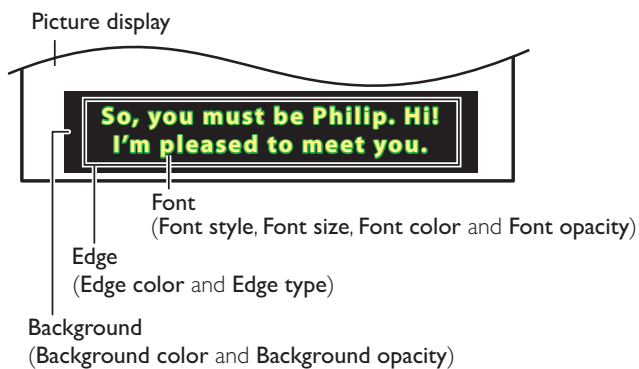 Picture display
So, you must be Philip. Hi!
I'm pleased to meet you.
Font
(Font style, Font size, Font color and Font opacity)
Edge
(Edge color and Edge type)
Background
(Background color and Background opacity)